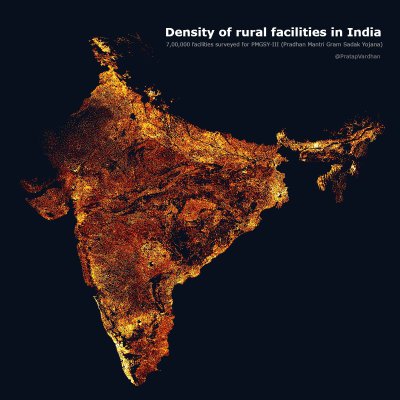 Density of rural facilities in India
7,00,000 facilities surveyed for PMGSY-III (Pradhan Mantri Gram Sadak Yojana)
@PratapVardhan